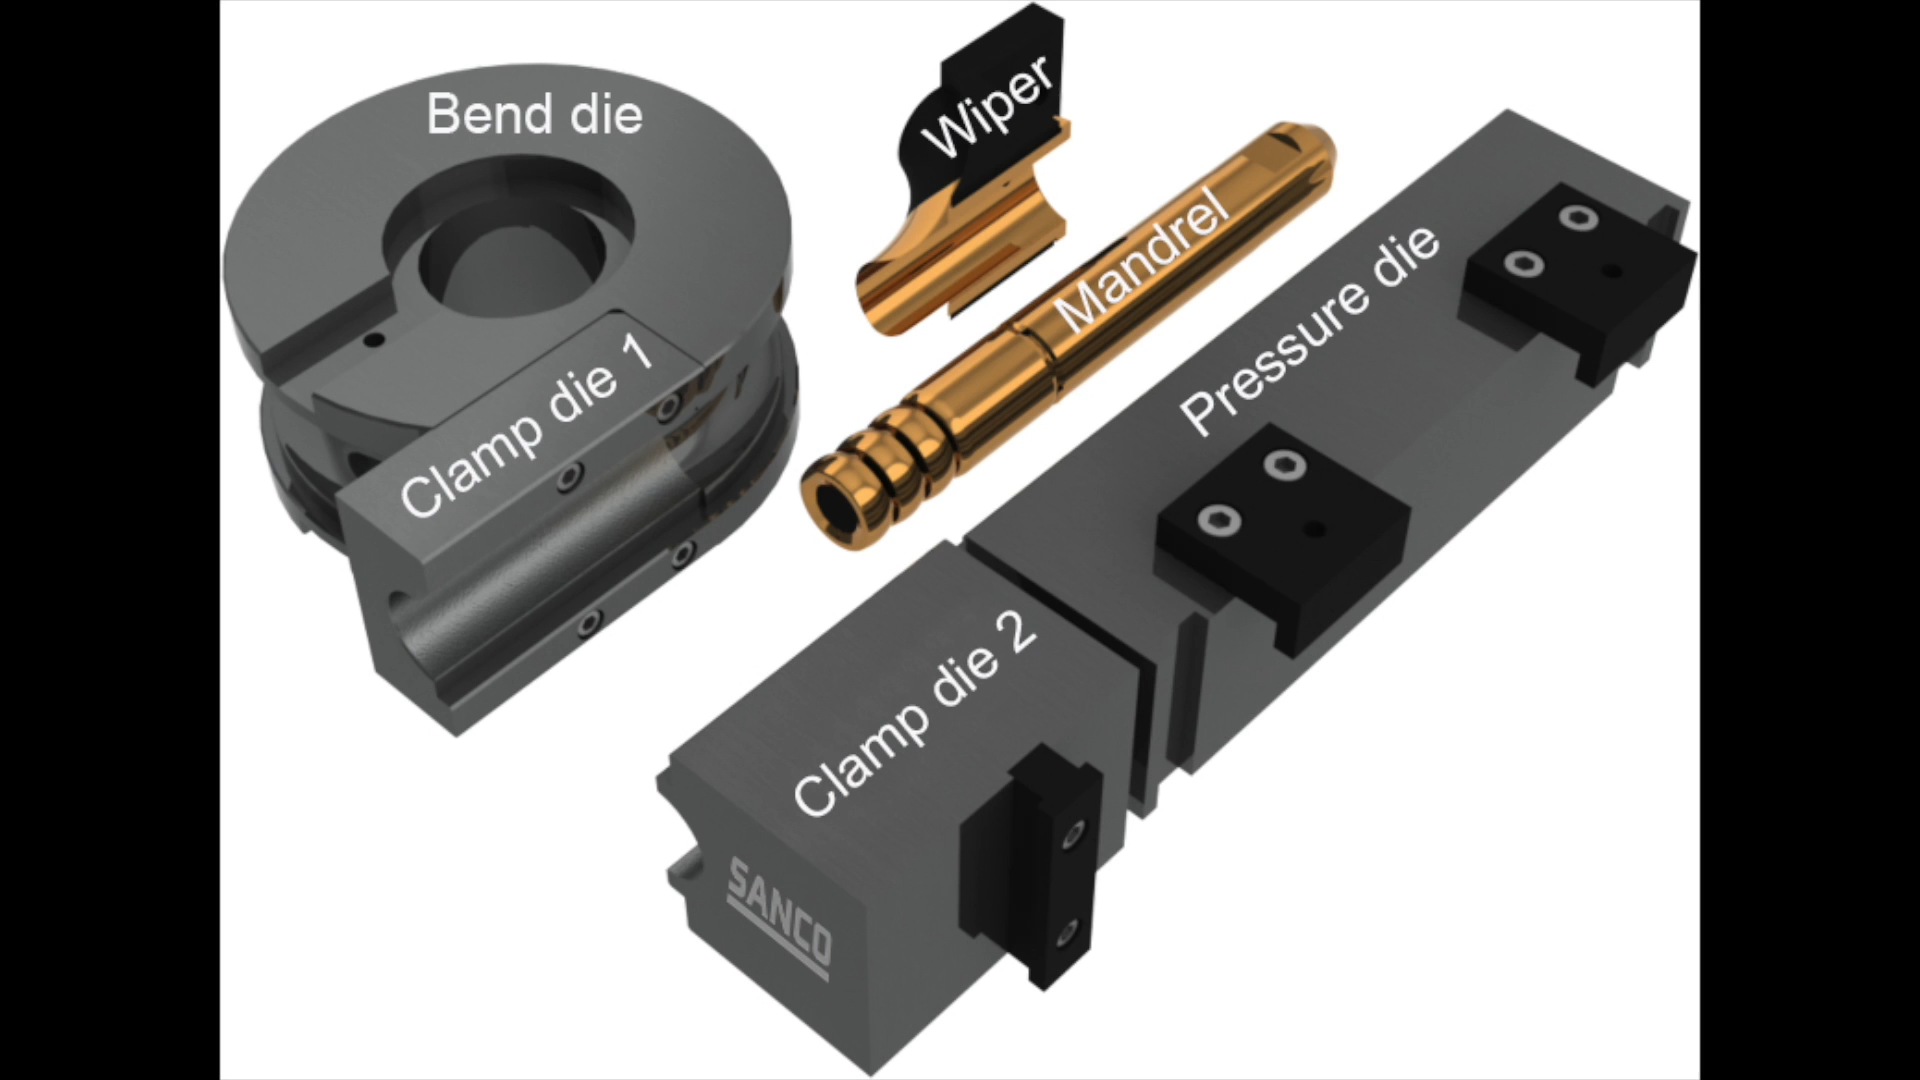 Bend die
Wiper
Clamp die 1
Mandrel
Pressure die
Clamp die 2
SANCO